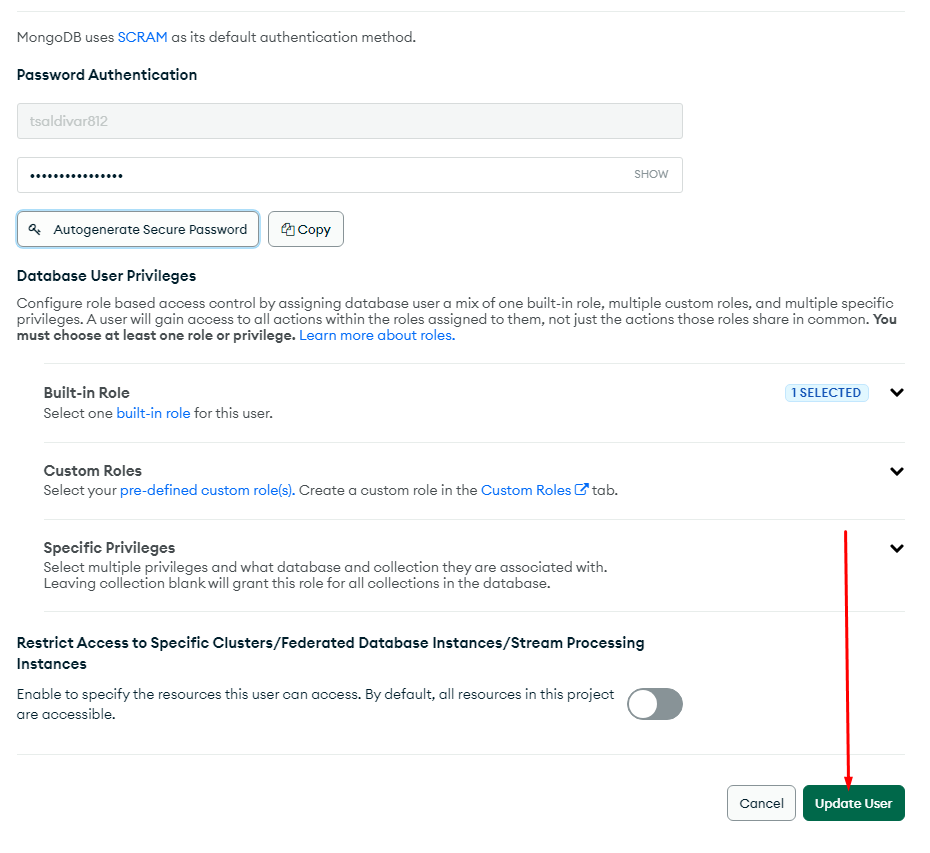 MongoDB uses SCRAM as its default authentication method.
Password Authentication
tsaldivar812
•••••••••••••••• SHOW
Autogenerate Secure Password Copy
Database User Privileges
Configure role based access control by assigning database user a mix of one built-in role, multiple custom roles, and multiple specific
privileges. A user will gain access to all actions within the roles assigned to them, not just the actions those roles share in common. You
must choose at least one role or privilege. Learn more about roles.
Built-in Role 1 SELECTED
Select one built-in role for this user.
Custom Roles
Select your pre-defined custom role(s). Create a custom role in the Custom Roles tab.
Specific Privileges
Select multiple privileges and what database and collection they are associated with.
Leaving collection blank will grant this role for all collections in the database.
Restrict Access to Specific Clusters/Federated Database Instances/Stream Processing
Instances
Enable to specify the resources this user can access. By default, all resources in this project
are accessible.
Cancel Update User